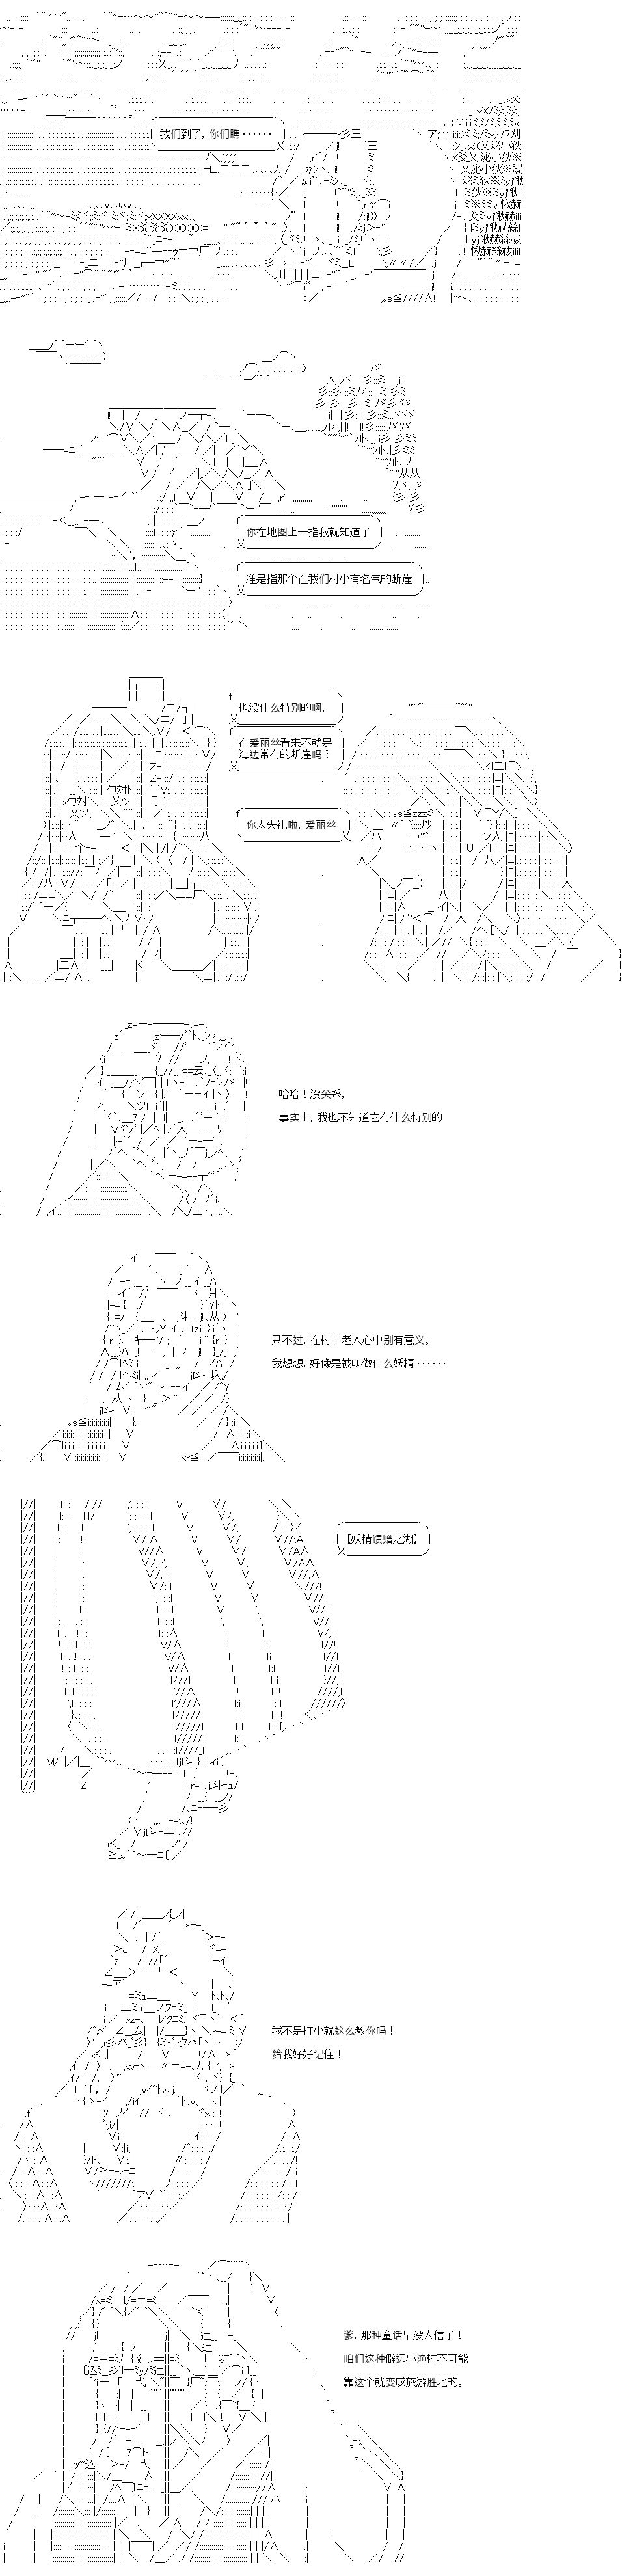 我们到了，你们瞧······
你在地图上一指我就知道了
准是指那个在我们村小有名气的断崖
也没什么特别的啊，
在爱丽丝看来不就是
海边常有的断崖吗？
你太失礼啦，爱丽丝
哈哈！没关系，
事实上，我也不知道它有什么特别的
只不过，在村中老人心中别有意义。
我想想，好像是被叫做什么妖精······
【妖精馈赠之湖】
我不是打小就这么教你吗！
给我好好记住！
爹，那种童话早没人信了！
咱们这种僻远小渔村不可能
靠这个就变成旅游胜地的。